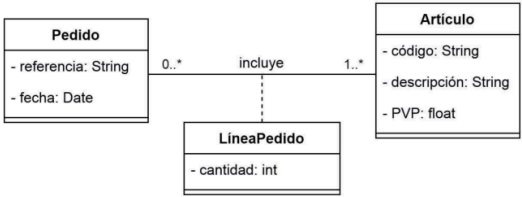 Pedido
- referencia: String
- fecha: Date
0..*
incluye
1..*
Artículo
- código: String
- descripción: String
- PVP: float
LíneaPedido
- cantidad: int